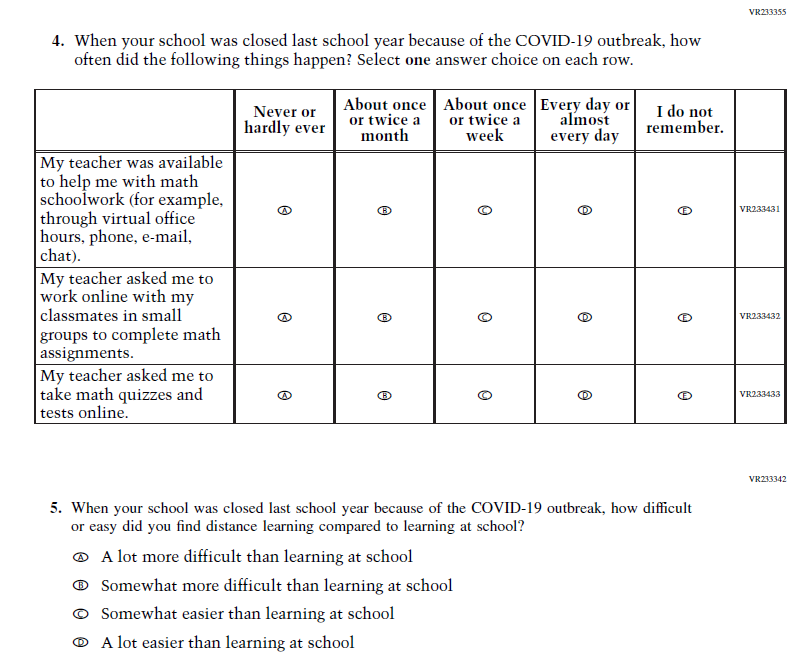 VR233355
4. When your school was closed last school year because of the COVID-19 outbreak, how
often did the following things happen? Select one answer choice on each row.
Never or
hardly ever
About once
or twice a
month
About once
or twice a
week
Every day or
almost
every day
I do not
remember.
My teacher was available
to help me with math
schoolwork (for example,
through virtual office
hours, phone, e-mail,
chat).
A B C D E VR233431
My teacher asked me to
work online with my
classmates in small
groups to complete math
assignments.
A B C D E VR233432
My teacher asked me to
take math quizzes and
tests online.
A B C D E VR233433
VR233342
5. When your school was closed last school year because of the COVID-19 outbreak, how difficult
or easy did you find distance learning compared to learning at school?
A A lot more difficult than learning at school
B Somewhat more difficult than learning at school
C Somewhat easier than learning at school
D A lot easier than learning at school